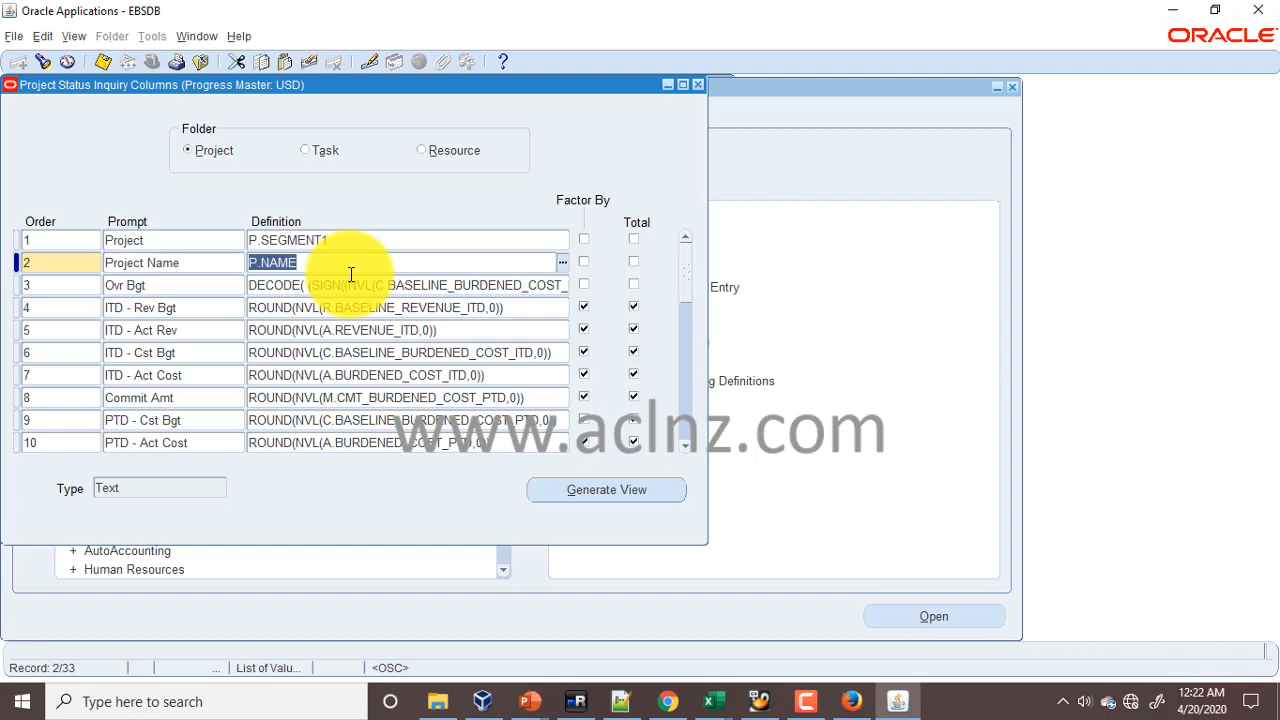 Oracle Applications - EBSDB
File Edit View Folder Tools Window Help
ORACLE
Project Status Inquiry Columns (Progress Master: USD)
Folder
Project Task Resource
Factor By
Order Prompt Definition Total
1 Project P.SEGMENT1
2 Project Name P.NAME
3 Ovr Bgt DECODE( (SIGN((NVL(C.BASELINE_BURDENED_COST_
Entry
4 ITD - Rev Bgt ROUND(NVL(R.BASELINE_REVENUE_ITD,0))
5 ITD - Act Rev ROUND(NVL(A.REVENUE_ITD,0))
6 ITD - Cst Bgt ROUND(NVL(C.BASELINE_BURDENED_COST_ITD,0))
7 ITD - Act Cost ROUND(NVL(A.BURDENED_COST_ITD,0))
g Definitions
8 Commit Amt ROUND(NVL(M.CMT_BURDENED_COST_PTD,0))
9 PTD - Cst Bgt ROUND(NVL(C.BASELINE_BURDENED_COST_PTD,0)
10 PTD - Act Cost ROUND(NVL(A.BURDENED_COST_PTD,0))
www.aclnz.com
Type Text Generate View
+ AutoAccounting
+ Human Resources
Open
Record: 2/33 ... List of Valu... <OSC>
Type here to search
12:22 AM
4/20/2020